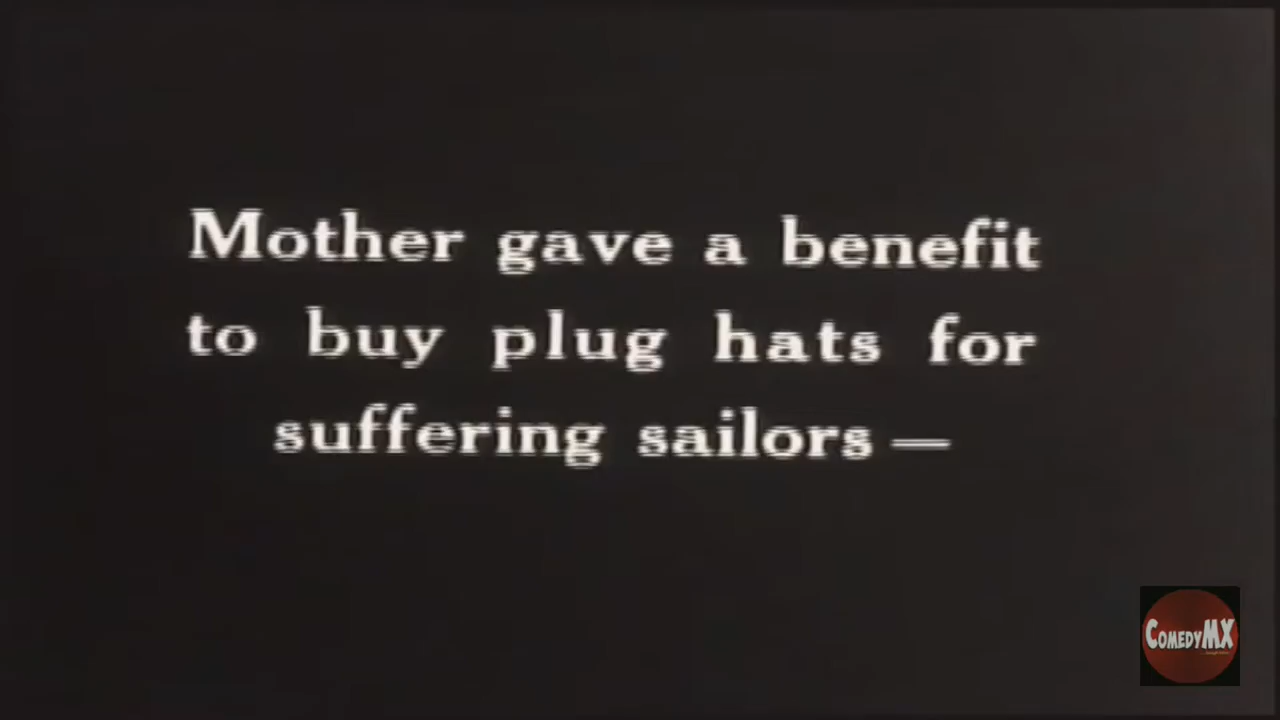 Mother gave a benefit
to buy plug hats for
suffering sailors —
COMEDYMX